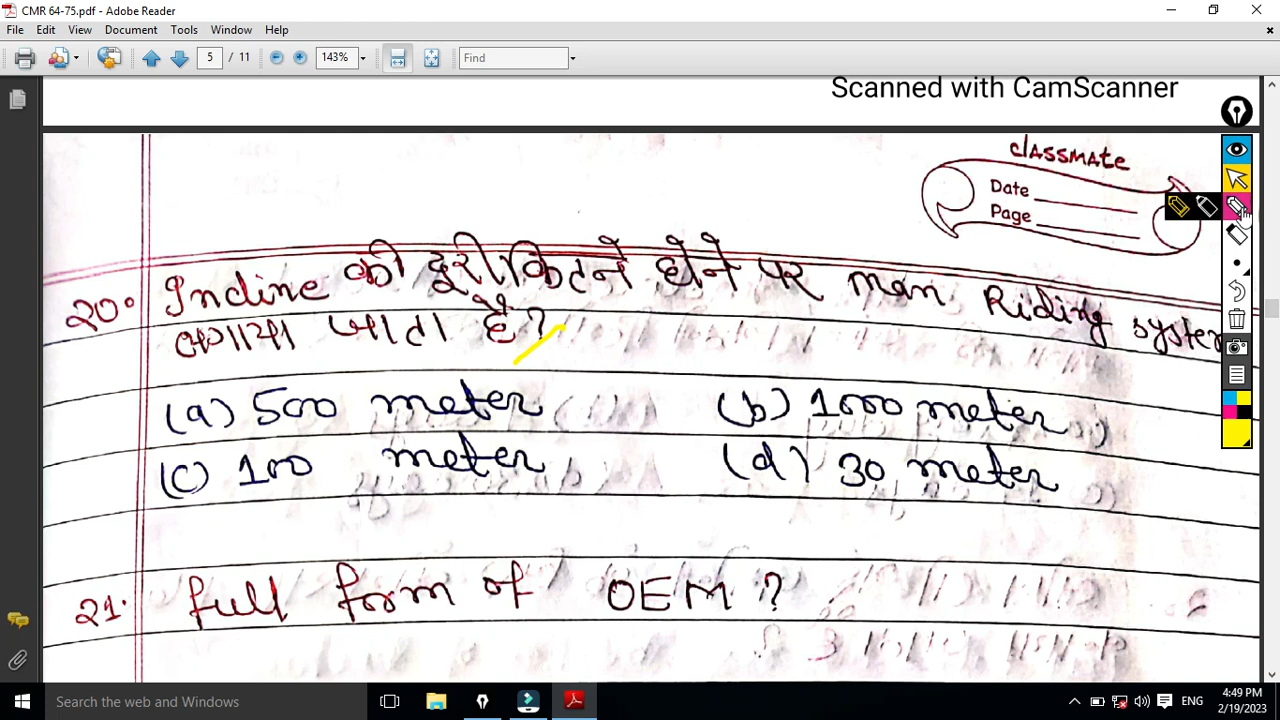 CMR 64-75.pdf - Adobe Reader
File Edit View Document Tools Window Help
5 / 11 143% Find
Scanned with CamScanner
classmate
Date
Page
20. Incline की दुरी कितने होने पर man Riding system
लगाया जाता है?
(a) 500 meter (b) 1000 meter
(c) 100 meter (d) 30 meter
21. full form of OEM?
Search the web and Windows
ENG
4:49 PM
2/19/2023